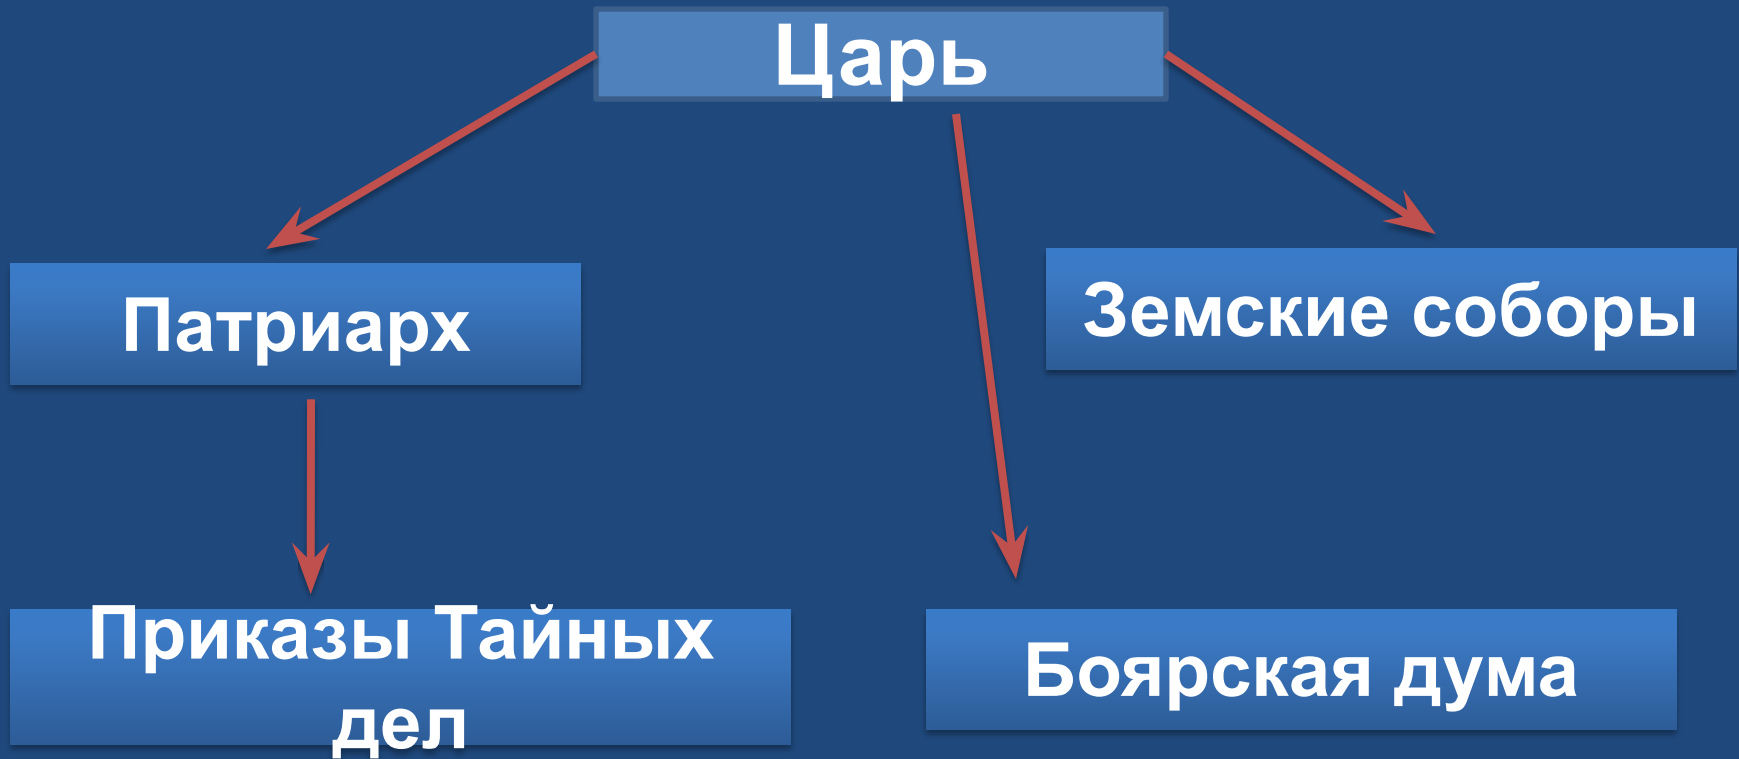 Царь
Патриарх
Земские соборы
Приказы Тайных
дел
Боярская дума